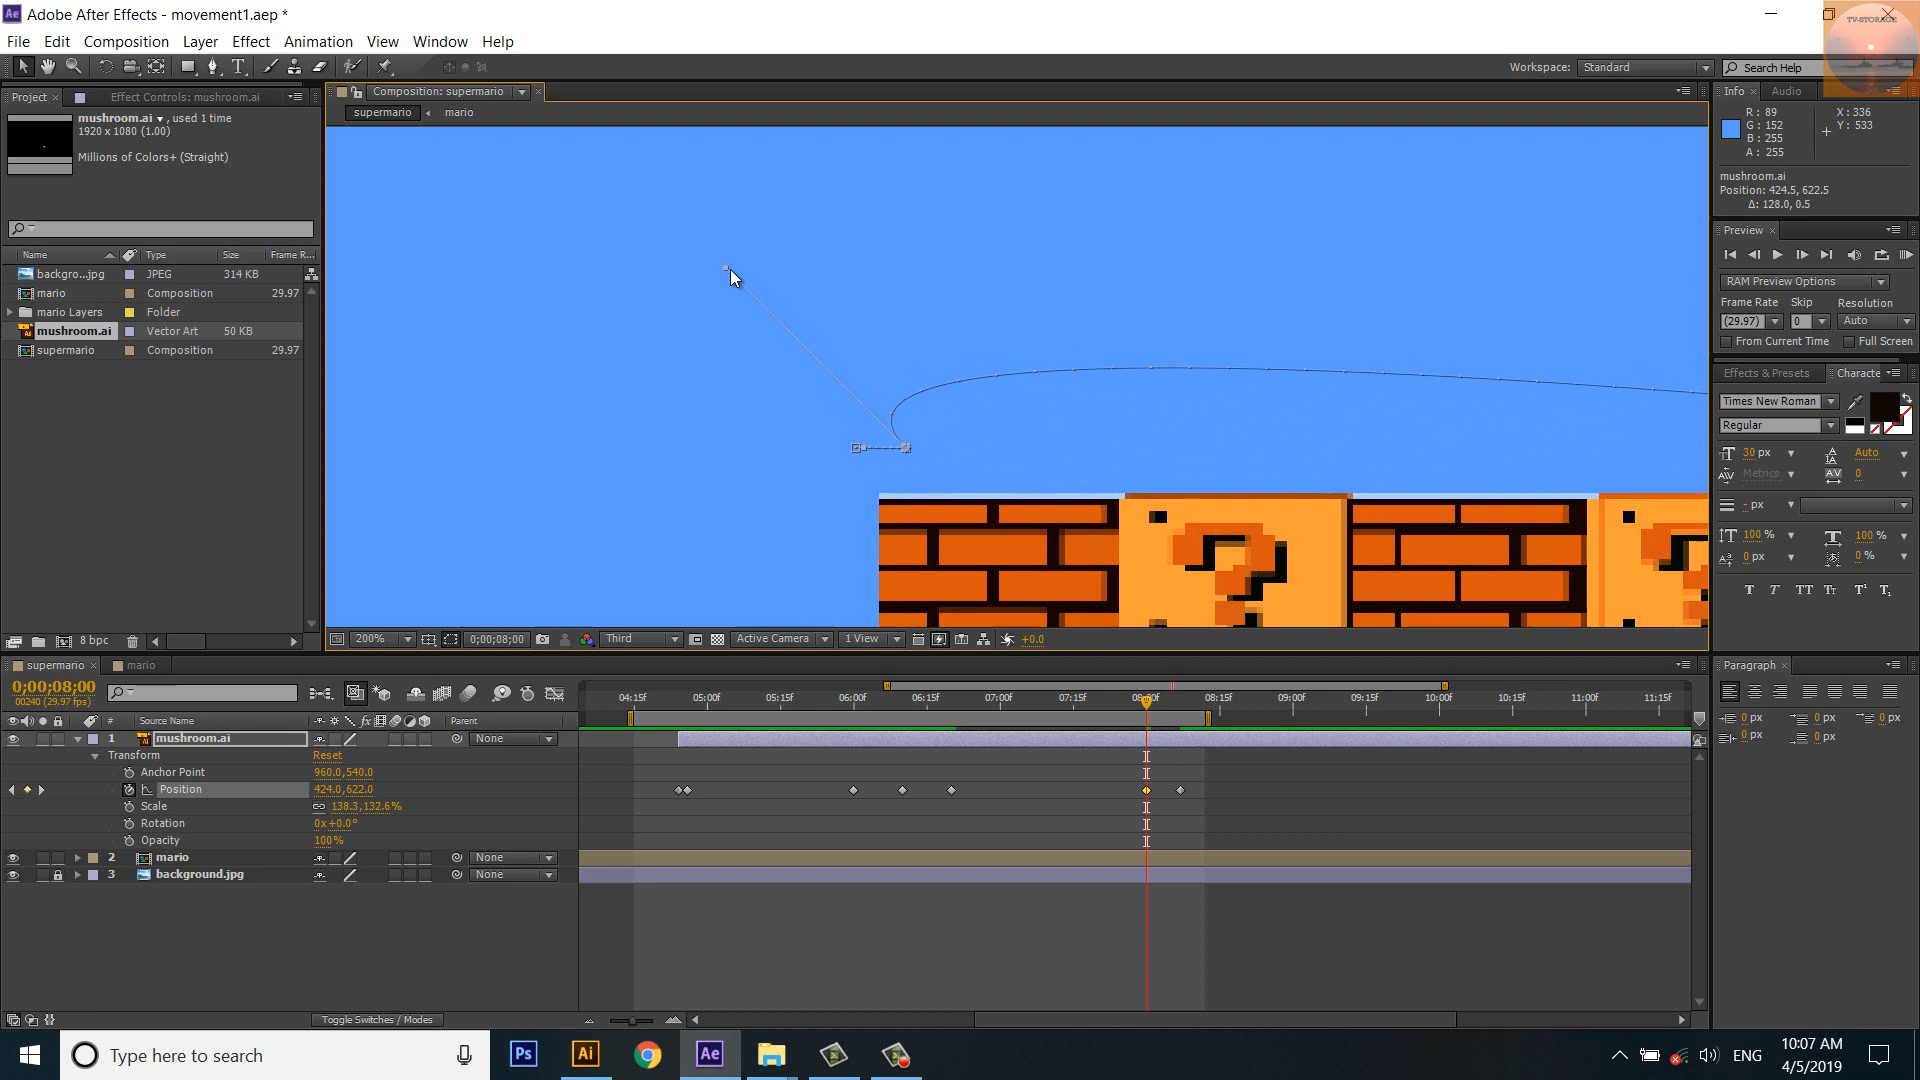 Adobe After Effects - movement1.aep *
File Edit Composition Layer Effect Animation View Window Help
Workspace: Standard
Search Help
TV-STORAGE
Project
Effect Controls: mushroom.ai
Composition: supermario
Info
Audio
supermario
mario
mushroom.ai , used 1 time
1920 x 1080 (1.00)
Millions of Colors+ (Straight)
R : 89
G : 152
B : 255
A : 255
X : 336
Y : 533
mushroom.ai
Position: 424.5, 622.5
Δ: 128.0, 0.5
Name Type Size Frame R...
backgro...jpg JPEG 314 KB
mario Composition 29.97
mario Layers Folder
mushroom.ai Vector Art 50 KB
supermario Composition 29.97
Preview
RAM Preview Options
Frame Rate Skip Resolution
(29.97) 0 Auto
From Current Time Full Screen
Effects & Presets Characte
Times New Roman
Regular
30 px Auto
Metrics 0
- px
100 % 100 %
0 px 0 %
T T TT Tt T¹ T₁
8 bpc
200% 0;00;08;00 Third Active Camera 1 View +0.0
supermario mario
Paragraph
0;00;08;00
00240 (29.97 fps)
04:15f 05:00f 05:15f 06:00f 06:15f 07:00f 07:15f 08:00f 08:15f 09:00f 09:15f 10:00f 10:15f 11:00f 11:15f
0 px 0 px 0 px
0 px 0 px
# Source Name fx Parent
1 mushroom.ai None
Transform Reset
Anchor Point 960.0,540.0
Position 424.0,622.0
Scale 138.3,132.6%
Rotation 0x+0.0°
Opacity 100%
2 mario None
3 background.jpg None
Toggle Switches / Modes
Type here to search
Ps Ai Ae
ENG
10:07 AM
4/5/2019